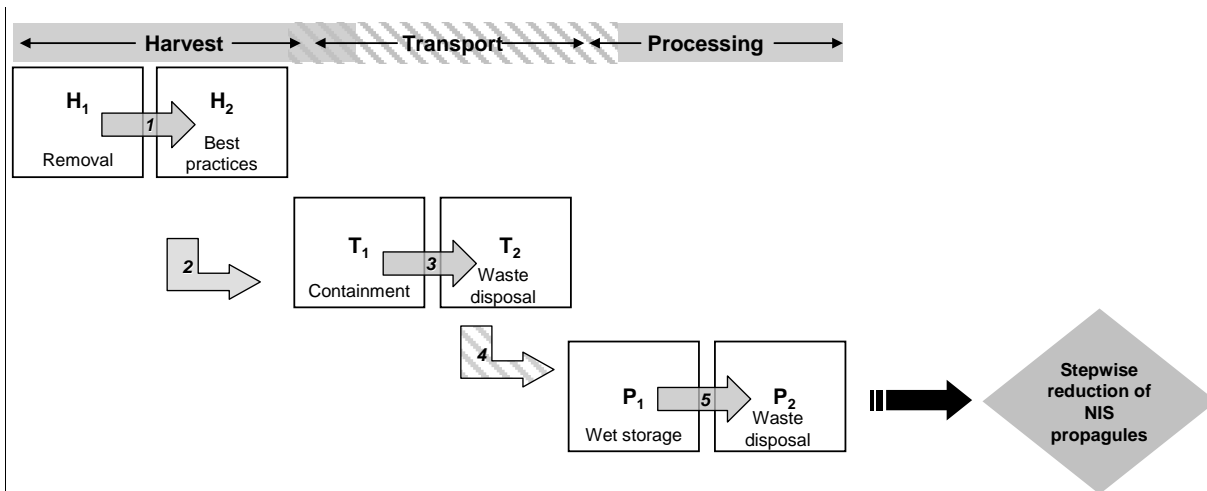 Harvest Transport Processing
H₁ H₂
1
Removal Best
practices
T₁ T₂
2 3
Containment Waste
disposal
4
P₁ P₂
5
Wet storage Waste
disposal
Stepwise
reduction of
NIS
propagules